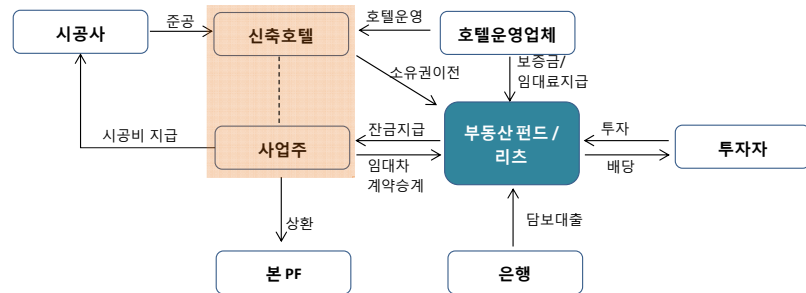 시공사
준공
신축호텔
호텔운영
호텔운영업체
소유권이전
보증금/
임대료지급
시공비 지급
사업주
잔금지급
임대차
계약승계
부동산 펀드 /
리츠
투자
배당
투자자
상환
담보대출
본 PF
은행